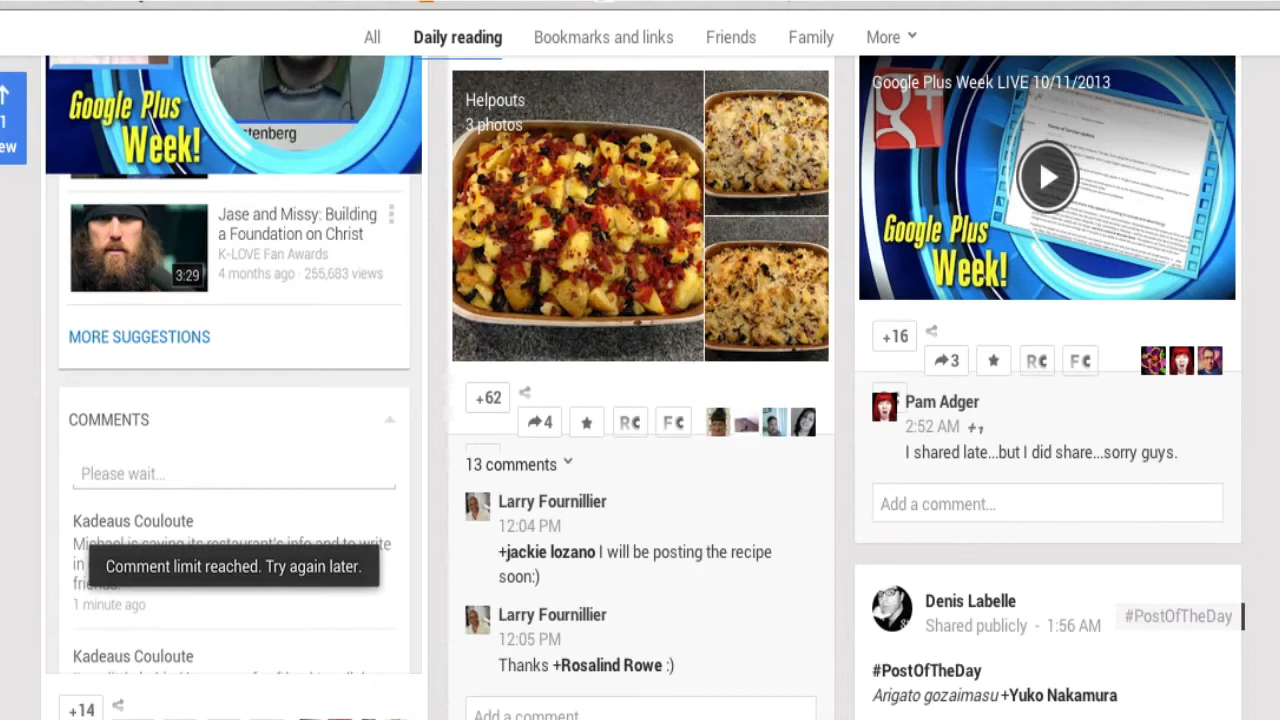 All
Daily reading
Bookmarks and links
Friends
Family
More
1
ew
Google Plus
Week!
tenberg
Jase and Missy: Building
a Foundation on Christ
K-LOVE Fan Awards
4 months ago · 255,683 views
3:29
MORE SUGGESTIONS
COMMENTS
Please wait...
Kadeaus Couloute
Michael is saying its restaurant's info and to write
in
friends.
Comment limit reached. Try again later.
1 minute ago
Kadeaus Couloute
+14
Helpouts
3 photos
+62
4
RC
FC
13 comments
Larry Fournillier
12:04 PM
+jackie lozano I will be posting the recipe
soon:)
Larry Fournillier
12:05 PM
Thanks +Rosalind Rowe :)
Add a comment
Google Plus Week LIVE 10/11/2013
g+
Google Plus
Week!
+16
3
RC
FC
Pam Adger
2:52 AM
I shared late...but I did share...sorry guys.
Add a comment...
Denis Labelle
Shared publicly - 1:56 AM
#PostOfTheDay
#PostOfTheDay
Arigato gozaimasu +Yuko Nakamura